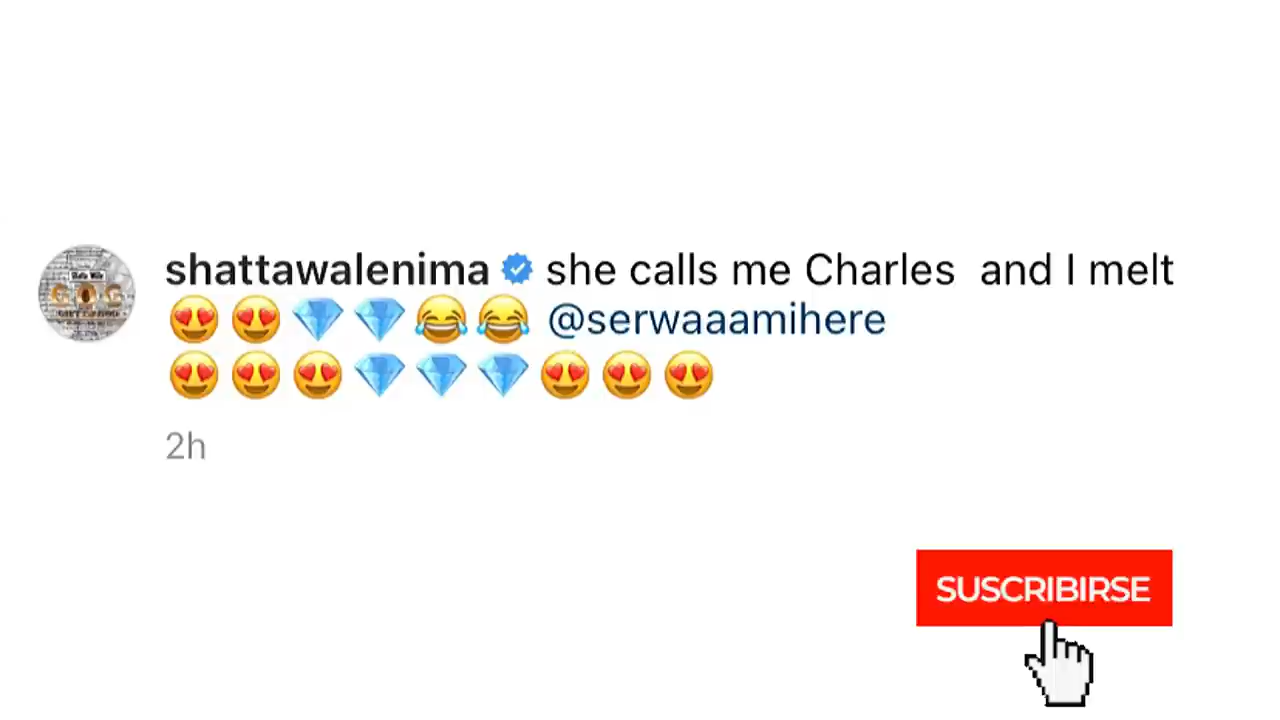 shattawalenima she calls me Charles  and I melt
😍😍💎💎😂😂 @serwaaamihere
😍😍😍💎💎💎😍😍😍
2h
SUSCRIBIRSE